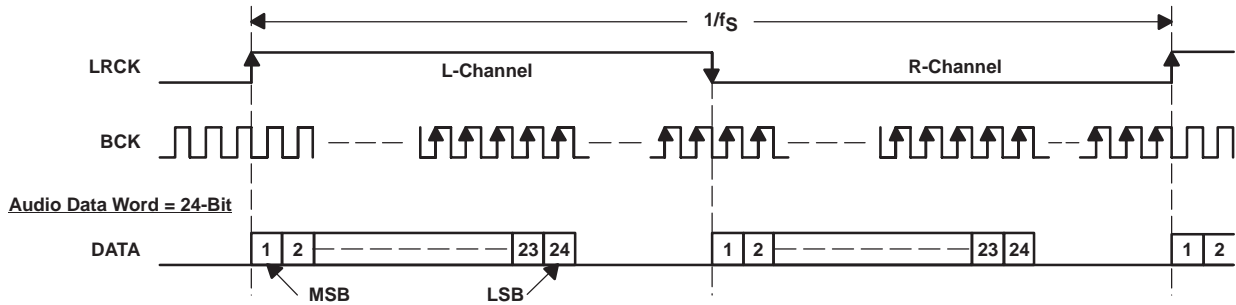 1/fS
LRCK
L-Channel
R-Channel
BCK
Audio Data Word = 24-Bit
DATA
1 2 23 24 1 2 23 24 1 2
MSB LSB